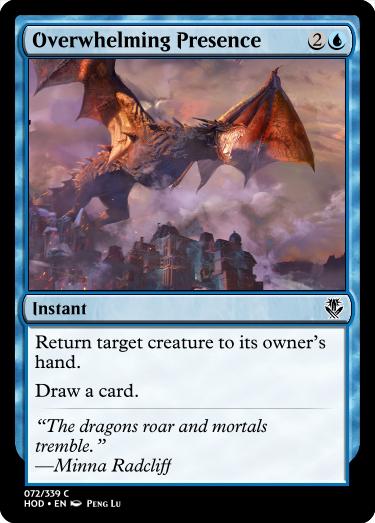 Overwhelming Presence 2
Instant
Return target creature to its owner's
hand.
Draw a card.
“The dragons roar and mortals
tremble.”
—Minna Radcliff
072/339 C
HOD • EN Peng Lu